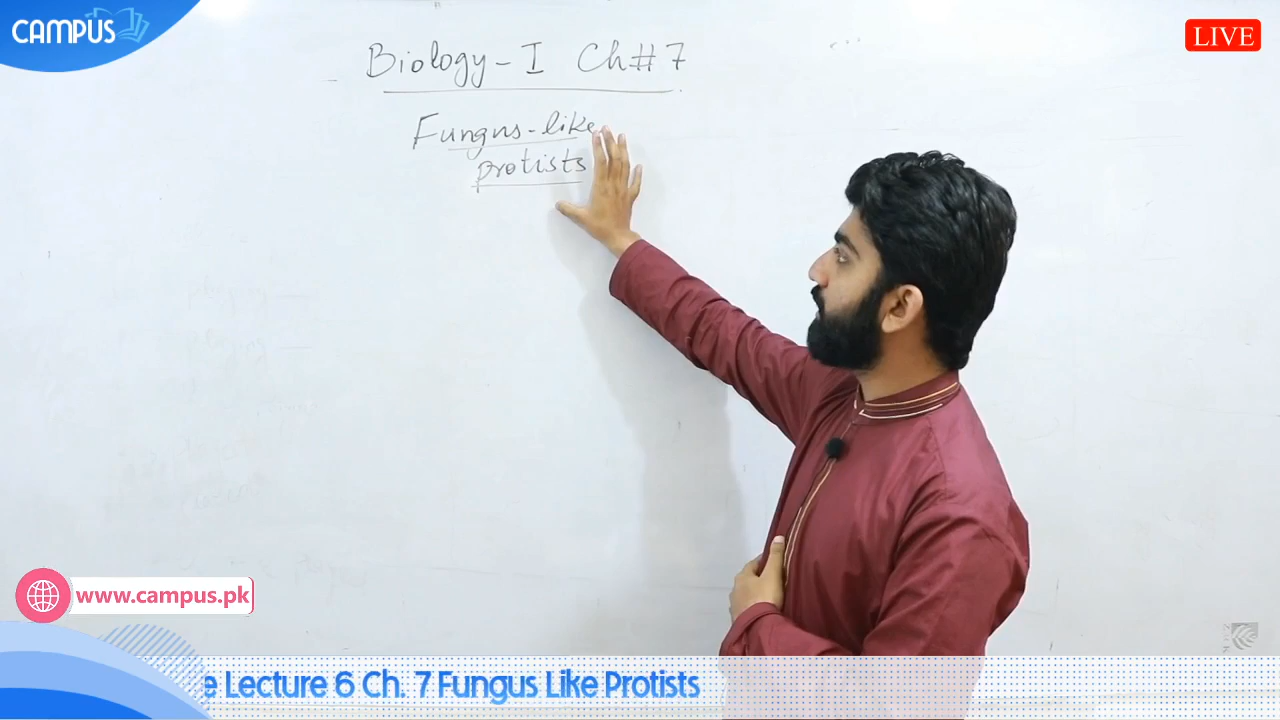 CAMPUS
LIVE
Biology-I Ch#7
Fungus-like
protists
www.campus.pk
e Lecture 6 Ch. 7 Fungus Like Protists